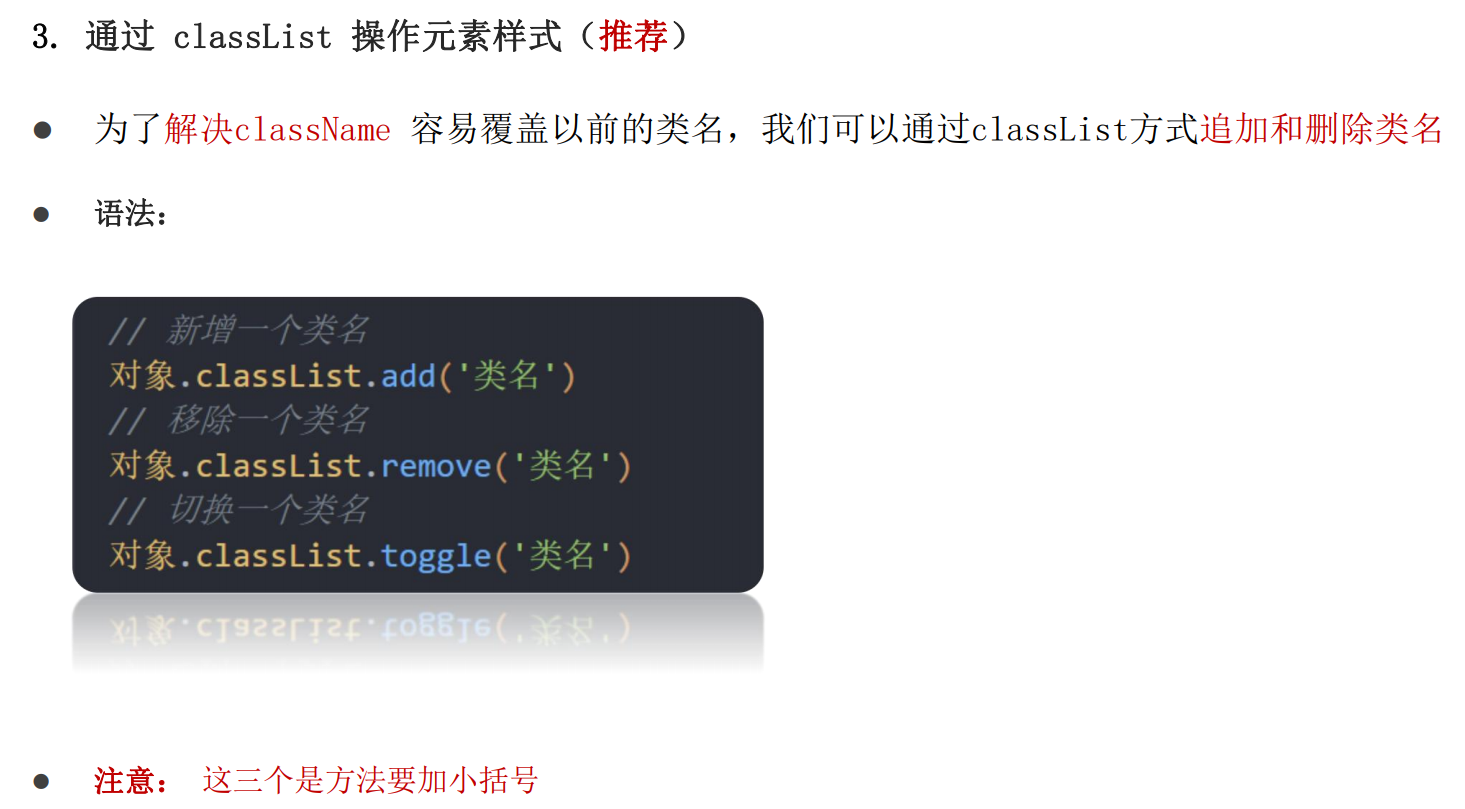 3. 通过 classList 操作元素样式（推荐）
● 为了解决className 容易覆盖以前的类名，我们可以通过classList方式追加和删除类名
● 语法：
// 新增一个类名
对象.classList.add('类名')
// 移除一个类名
对象.classList.remove('类名')
// 切换一个类名
对象.classList.toggle('类名')
● 注意： 这三个是方法要加小括号